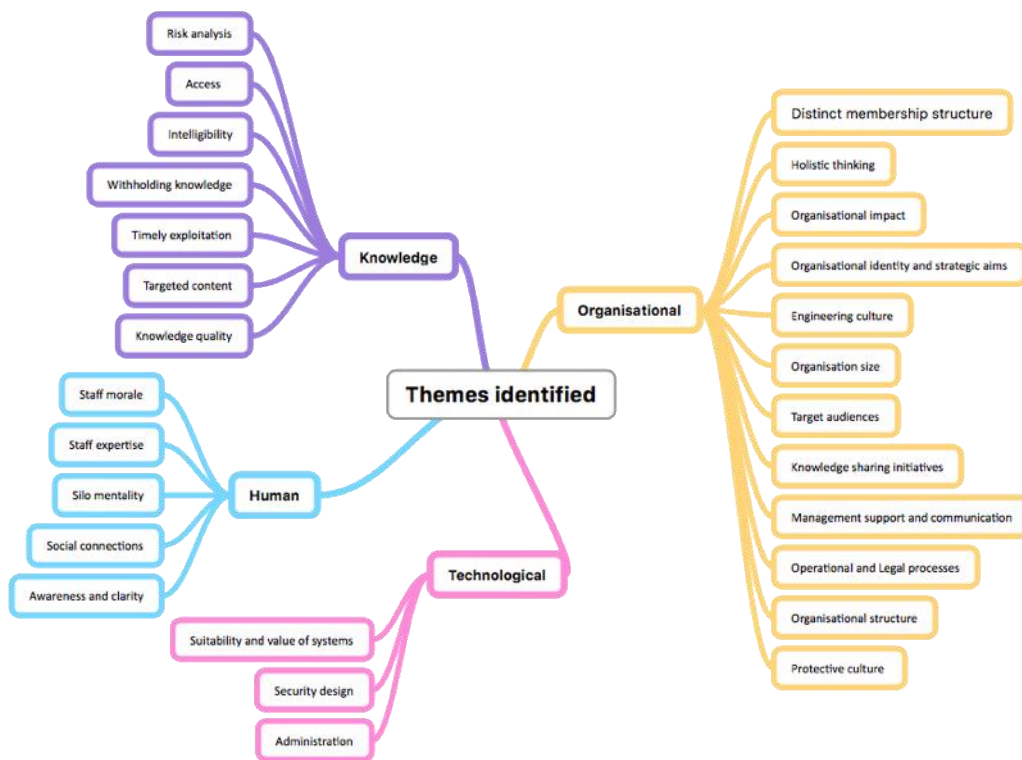 Risk analysis
Access
Intelligibility
Withholding knowledge
Timely exploitation
Targeted content
Knowledge quality
Knowledge
Staff morale
Staff expertise
Silo mentality
Social connections
Awareness and clarity
Human
Themes identified
Technological
Suitability and value of systems
Security design
Administration
Organisational
Distinct membership structure
Holistic thinking
Organisational impact
Organisational identity and strategic aims
Engineering culture
Organisation size
Target audiences
Knowledge sharing initiatives
Management support and communication
Operational and Legal processes
Organisational structure
Protective culture